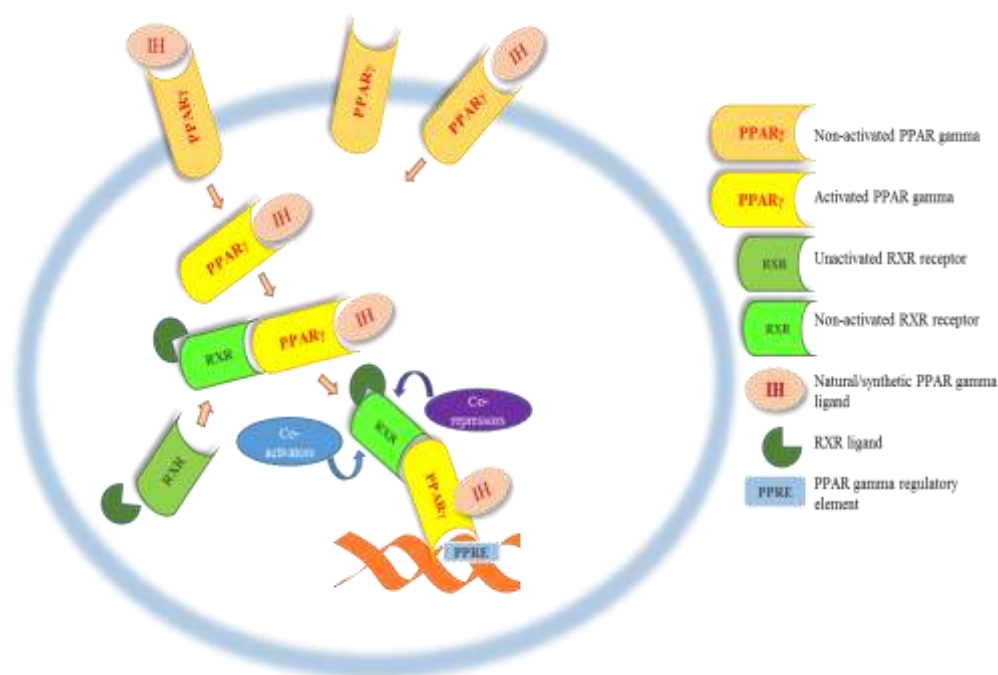 IH
PPARγ
PPARγ
IH
PPARγ
PPARγ
IH
RXR
PPARγ
IH
RXR
Co-
activators
Co-
repressors
RXR
PPARγ
IH
PPRE
PPARγ
Non-activated PPAR gamma
PPARγ
Activated PPAR gamma
RXR
Unactivated RXR receptor
RXR
Non-activated RXR receptor
IH
Natural/synthetic PPAR gamma
ligand
RXR ligand
PPRE
PPAR gamma regulatory
element